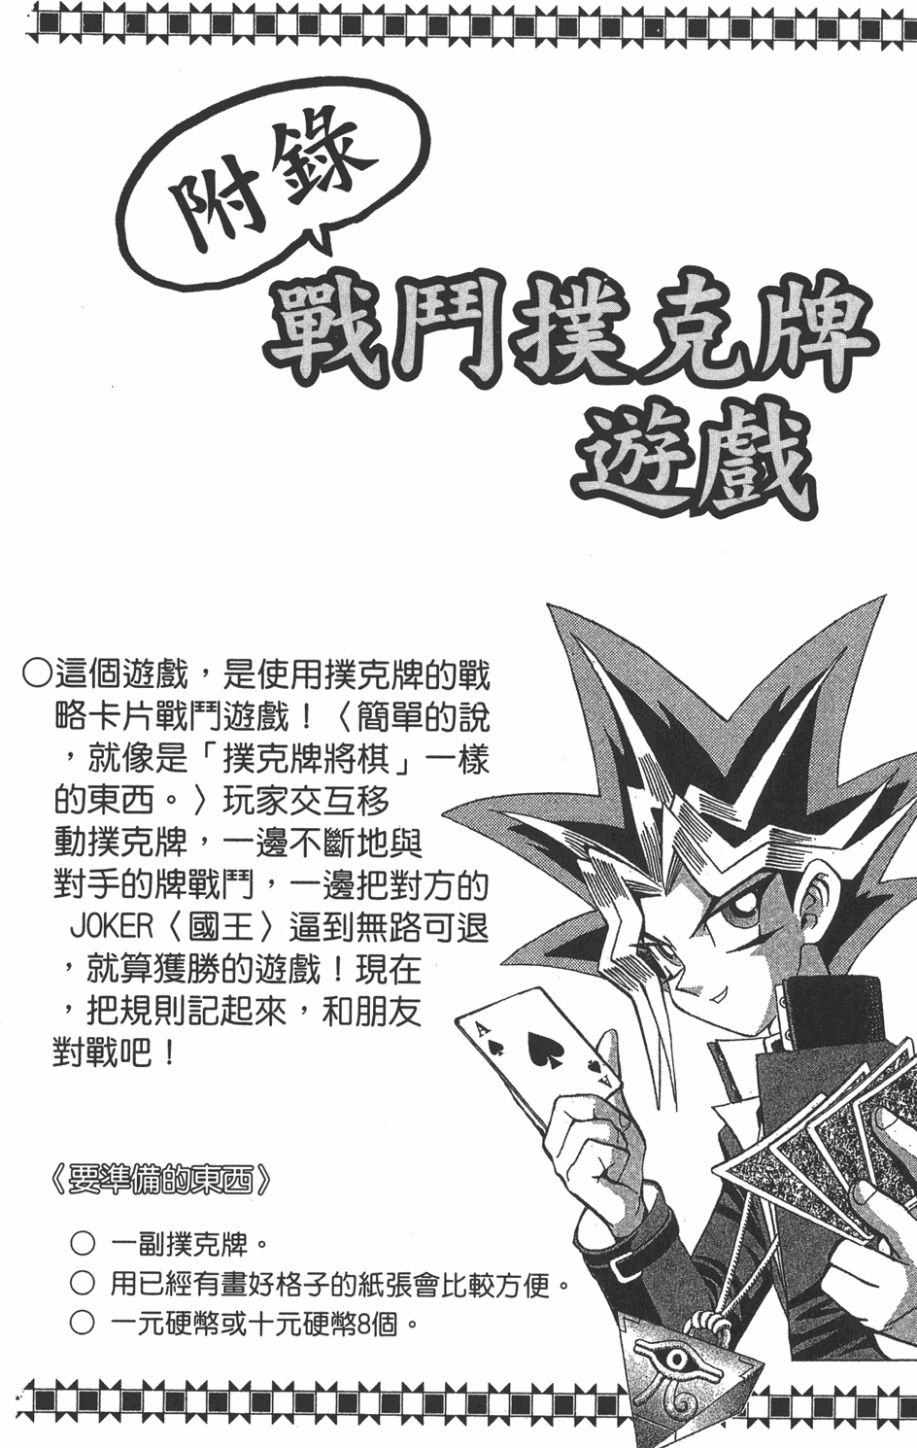 附錄
戰鬥撲克牌
遊戲
○這個遊戲，是使用撲克牌的戰
略卡片戰鬥遊戲！〈簡單的說
，就像是「撲克牌將棋」一樣
的東西。〉玩家交互移
動撲克牌，一邊不斷地與
對手的牌戰鬥，一邊把對方的
JOKER〈國王〉逼到無路可退
，就算獲勝的遊戲！現在
，把規則記起來，和朋友
對戰吧！
A
A
《要準備的東西》
○ 一副撲克牌。
○ 用已經有畫好格子的紙張會比較方便。
○ 一元硬幣或十元硬幣8個。